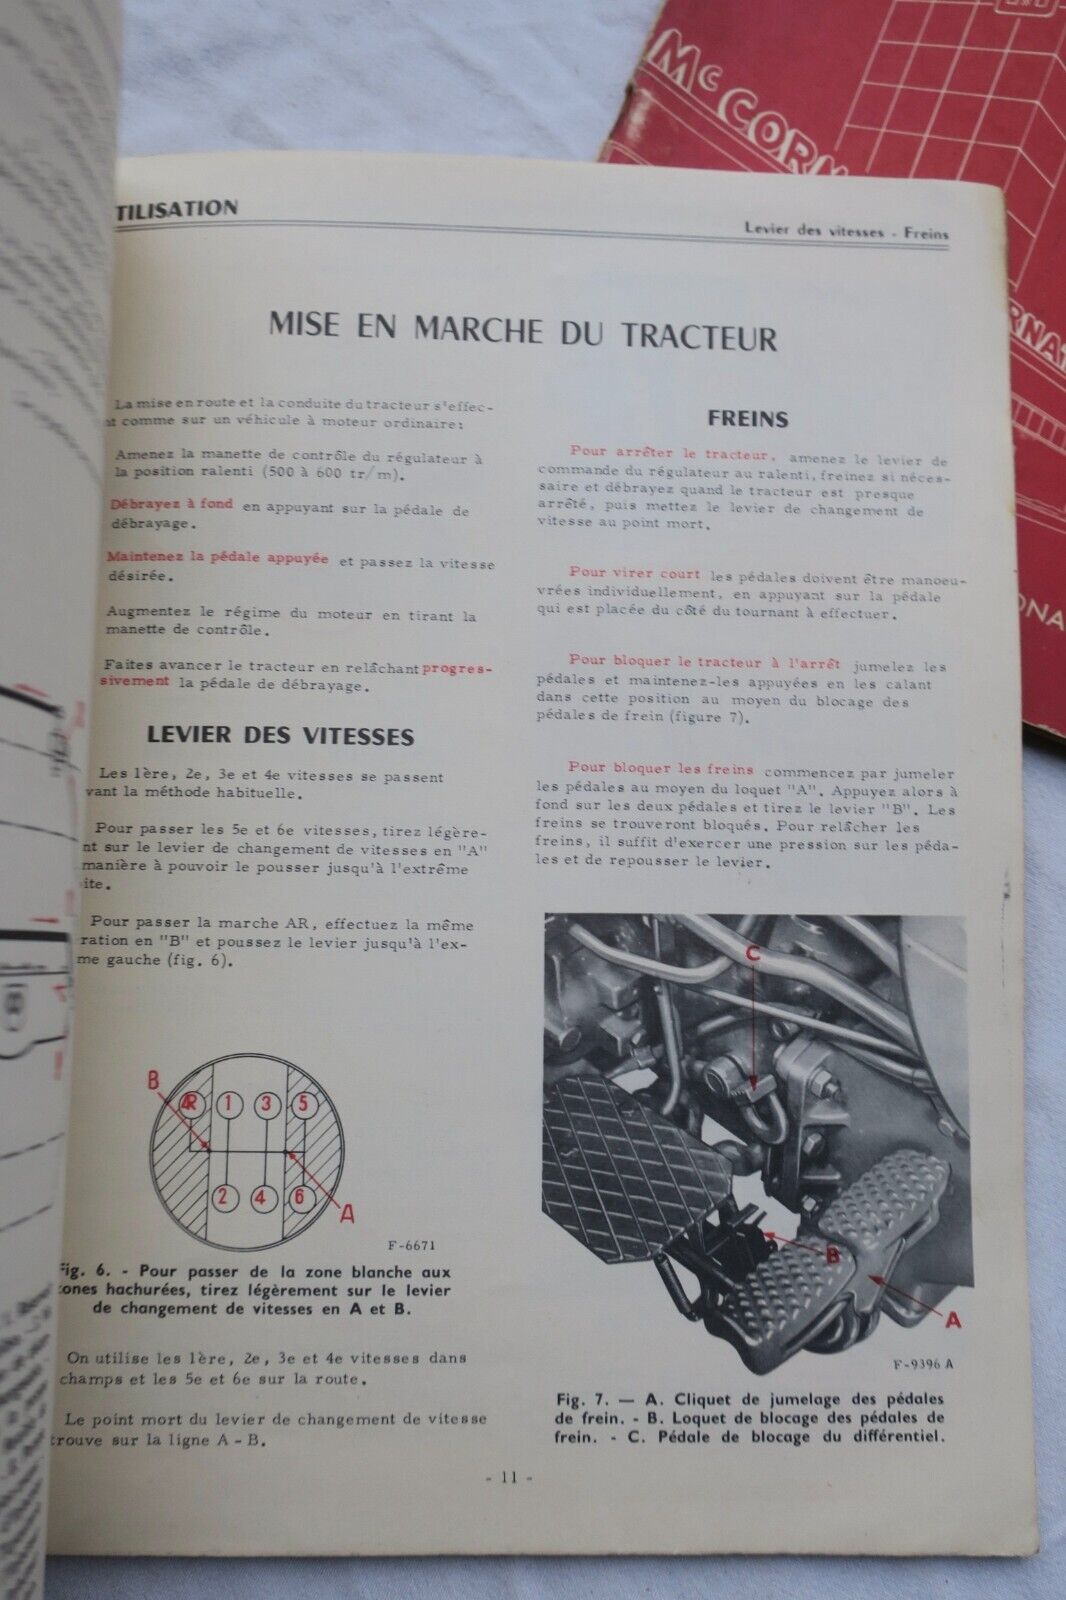 McCORM
ERNAT
ONA
TILISATION
Levier des vitesses - Freins
MISE EN MARCHE DU TRACTEUR
La mise en route et la conduite du tracteur s'effec-
nt comme sur un véhicule à moteur ordinaire:
Amenez la manette de contrôle du régulateur à
la position ralenti (500 à 600 tr/m).
Débrayez à fond en appuyant sur la pédale de
débrayage.
Maintenez la pédale appuyée et passez la vitesse
désirée.
Augmentez le régime du moteur en tirant la
manette de contrôle.
Faites avancer le tracteur en relâchant progres-
sivement la pédale de débrayage.
LEVIER DES VITESSES
Les 1ère, 2e, 3e et 4e vitesses se passent
vant la méthode habituelle.
Pour passer les 5e et 6e vitesses, tirez légère-
nt sur le levier de changement de vitesses en "A"
manière à pouvoir le pousser jusqu'à l'extrême
ite.
Pour passer la marche AR, effectuez la même
ration en "B" et poussez le levier jusqu'à l'ex-
me gauche (fig. 6).
B
AR 1 3 5
2 4 6
A
F-6671
Fig. 6. - Pour passer de la zone blanche aux
zones hachurées, tirez légèrement sur le levier
de changement de vitesses en A et B.
On utilise les 1ère, 2e, 3e et 4e vitesses dans
champs et les 5e et 6e sur la route.
Le point mort du levier de changement de vitesse
trouve sur la ligne A - B.
FREINS
Pour arrêter le tracteur, amenez le levier de
commande du régulateur au ralenti, freinez si néces-
saire et débrayez quand le tracteur est presque
arrêté, puis mettez le levier de changement de
vitesse au point mort.
Pour virer court les pédales doivent être manoeu-
vrées individuellement, en appuyant sur la pédale
qui est placée du côté du tournant à effectuer.
Pour bloquer le tracteur à l'arrêt jumelez les
pédales et maintenez-les appuyées en les calant
dans cette position au moyen du blocage des
pédales de frein (figure 7).
Pour bloquer les freins commencez par jumeler
les pédales au moyen du loquet "A". Appuyez alors à
fond sur les deux pédales et tirez le levier "B". Les
freins se trouveront bloqués. Pour relâcher les
freins, il suffit d'exercer une pression sur les péda-
les et de repousser le levier.
C
B
A
F-9396 A
Fig. 7. — A. Cliquet de jumelage des pédales
de frein. - B. Loquet de blocage des pédales de
frein. - C. Pédale de blocage du différentiel.
- 11 -